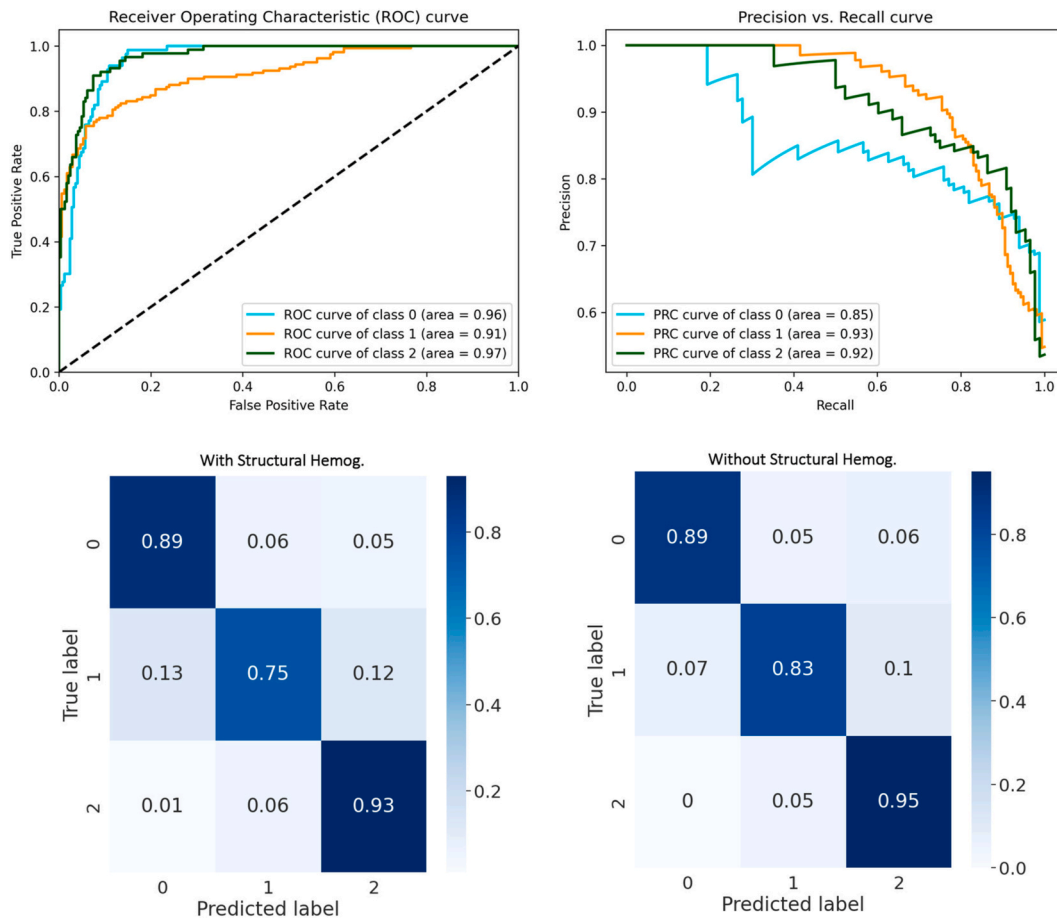 Receiver Operating Characteristic (ROC) curve
1.0
0.8
0.6
0.4
0.2
0.0
True Positive Rate
0.0 0.2 0.4 0.6 0.8 1.0
False Positive Rate
ROC curve of class 0 (area = 0.96)
ROC curve of class 1 (area = 0.91)
ROC curve of class 2 (area = 0.97)
Precision vs. Recall curve
1.0
0.9
0.8
0.7
0.6
Precision
0.0 0.2 0.4 0.6 0.8 1.0
Recall
PRC curve of class 0 (area = 0.85)
PRC curve of class 1 (area = 0.93)
PRC curve of class 2 (area = 0.92)
With Structural Hemog.
0 0.89 0.06 0.05
1 0.13 0.75 0.12
2 0.01 0.06 0.93
True label
0 1 2
Predicted label
0.8
0.6
0.4
0.2
Without Structural Hemog.
0 0.89 0.05 0.06
1 0.07 0.83 0.1
2 0 0.05 0.95
True label
0 1 2
Predicted label
0.8
0.6
0.4
0.2
0.0